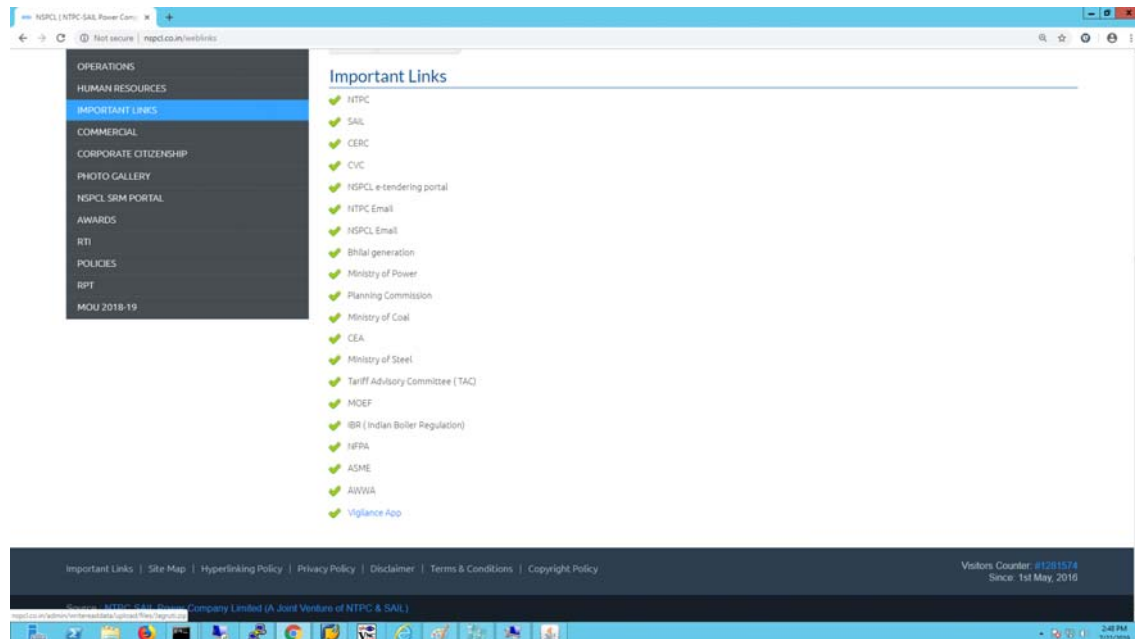 NSPCL | NTPC-SAIL Power Comp
Not secure | nspcl.co.in/weblinks
OPERATIONS
HUMAN RESOURCES
IMPORTANT LINKS
COMMERCIAL
CORPORATE CITIZENSHIP
PHOTO GALLERY
NSPCL SRM PORTAL
AWARDS
RTI
POLICIES
RPT
MOU 2018-19
Important Links
NTPC
SAIL
CERC
CVC
NSPCL e-tendering portal
NTPC Email
NSPCL Email
Bhilai generation
Ministry of Power
Planning Commission
Ministry of Coal
CEA
Ministry of Steel
Tariff Advisory Committee ( TAC)
MOEF
IBR ( Indian Boiler Regulation)
NFPA
ASME
AWWA
Vigilance App
Important Links | Site Map | Hyperlinking Policy | Privacy Policy | Disclaimer | Terms & Conditions | Copyright Policy
Visitors Counter: #1281574
Since: 1st May, 2016
Source : NTPC SAIL Power Company Limited (A Joint Venture of NTPC & SAIL)
2:48 PM